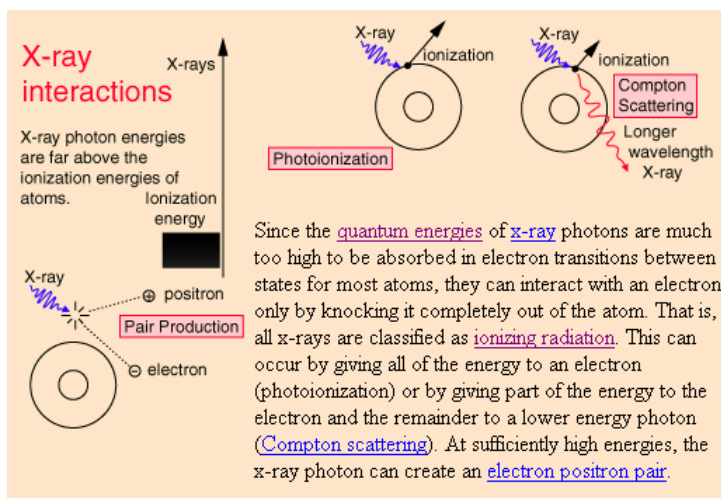 X-ray
interactions
X-rays
X-ray photon energies
are far above the
ionization energies of
atoms.
Ionization
energy
X-ray
⊕ positron
Pair Production
⊖ electron
X-ray
ionization
Photoionization
X-ray
ionization
Compton
Scattering
Longer
wavelength
X-ray
Since the quantum energies of x-ray photons are much
too high to be absorbed in electron transitions between
states for most atoms, they can interact with an electron
only by knocking it completely out of the atom. That is,
all x-rays are classified as ionizing radiation. This can
occur by giving all of the energy to an electron
(photoionization) or by giving part of the energy to the
electron and the remainder to a lower energy photon
(Compton scattering). At sufficiently high energies, the
x-ray photon can create an electron positron pair.